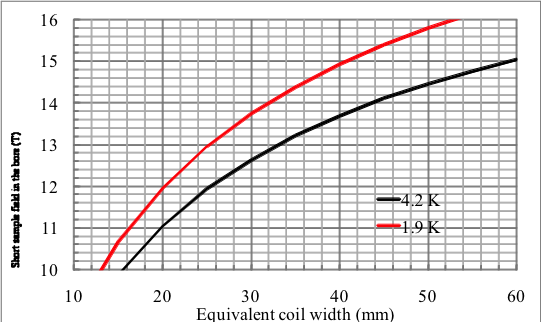 16
15
14
13
12
11
10
Short sample field in the bore (T)
4.2 K
1.9 K
10 20 30 40 50 60
Equivalent coil width (mm)